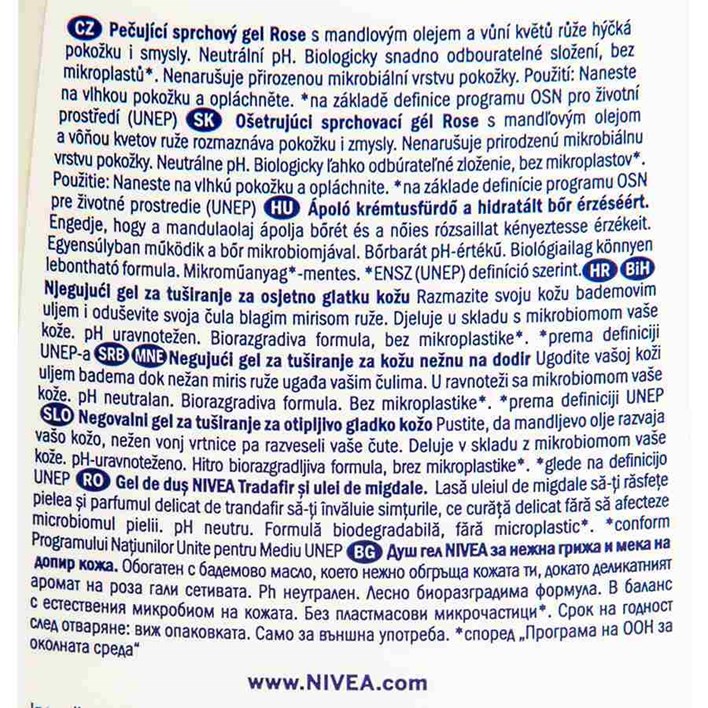 CZ Pečující sprchový gel Rose s mandlovým olejem a vůní květů růže hýčká
pokožku i smysly. Neutrální pH. Biologicky snadno odbouratelné složení, bez
mikroplastů*. Nenarušuje přirozenou mikrobiální vrstvu pokožky. Použití: Naneste
na vlhkou pokožku a opláchněte. *na základě definice programu OSN pro životní
prostředí (UNEP) SK Ošetrujúci sprchovací gél Rose s mandľovým olejom
a vôňou kvetov ruže rozmaznáva pokožku i zmysly. Nenarušuje prirodzenú mikrobiálnu
vrstvu pokožky. Neutrálne pH. Biologicky ľahko odbúrateľné zloženie, bez mikroplastov*.
Použitie: Naneste na vlhkú pokožku a opláchnite. *na základe definície programu OSN
pre životné prostredie (UNEP) HU Ápoló krémtusfürdő a hidratált bőr érzéséért.
Engedje, hogy a mandulaolaj ápolja bőrét és a nőies rózsaillat kényeztesse érzékeit.
Egyensúlyban működik a bőr mikrobiomjával. Bőrbarát pH-értékű. Biológiailag könnyen
lebontható formula. Mikroműanyag*-mentes. *ENSZ (UNEP) definíció szerint. HR BiH
Njegujući gel za tuširanje za osjetno glatku kožu Razmazite svoju kožu bademovim
uljem i oduševite svoja čula blagim mirisom ruže. Djeluje u skladu s mikrobiomom vaše
kože. pH uravnotežen. Biorazgradiva formula, bez mikroplastike*. *prema definiciji
UNEP-a SRB MNE Negujući gel za tuširanje za kožu nežnu na dodir Ugodite vašoj koži
uljem badema dok nežan miris ruže ugađa vašim čulima. U ravnoteži sa mikrobiomom vaše
kože. pH neutralan. Biorazgradiva formula. Bez mikroplastike*. *prema definiciji UNEP
SLO Negovalni gel za tuširanje za otipljivo gladko kožo Pustite, da mandljevo olje razvaja
vašo kožo, nežen vonj vrtnice pa razveseli vaše čute. Deluje v skladu z mikrobiomom vaše
kože. pH-uravnoteženo. Hitro biorazgradljiva formula, brez mikroplastike*. *glede na definicijo
UNEP RO Gel de duș NIVEA Tradafir și ulei de migdale. Lasă uleiul de migdale să-ți răsfețe
pielea și parfumul delicat de trandafir să-ți învăluie simțurile, ce curăță delicat fără să afecteze
microbiomul pielii. pH neutru. Formulă biodegradabilă, fără microplastic*. *conform
Programului Națiunilor Unite pentru Mediu UNEP BG Душ гел NIVEA за нежна грижа и мека на
допир кожа. Обогатен с бадемово масло, което нежно обгръща кожата ти, докато деликатният
аромат на роза гали сетивата. Ph неутрален. Лесно биоразградима формула. В баланс
с естествения микробиом на кожата. Без пластмасови микрочастици*. Срок на годност
след отваряне: виж опаковката. Само за външна употреба. *според „Програма на ООН за
околната среда“
www.NIVEA.com